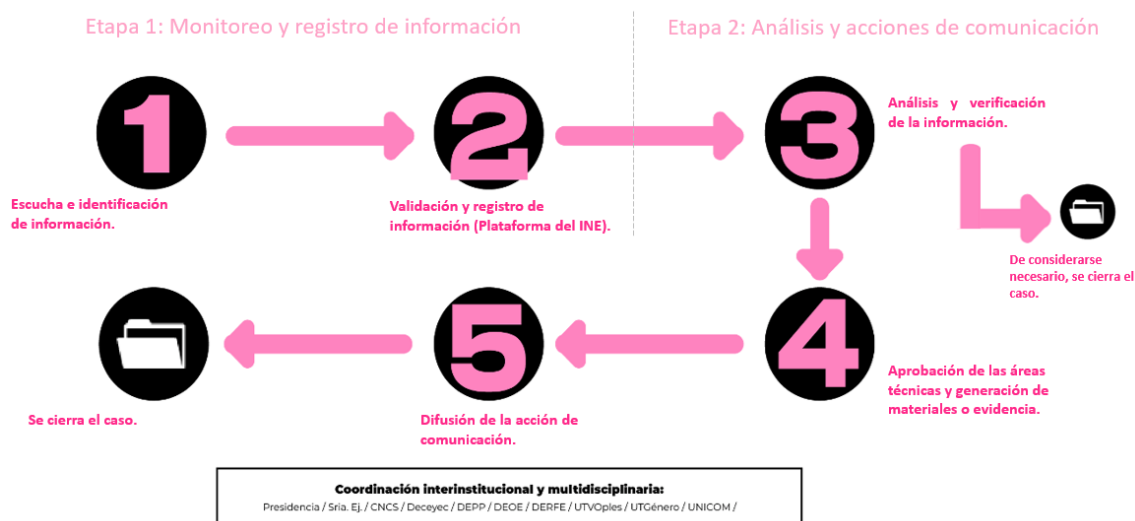 Etapa 1: Monitoreo y registro de información
Etapa 2: Análisis y acciones de comunicación
1
2
3
Análisis y verificación
de la información.
Escucha e identificación
de información.
Validación y registro de
información (Plataforma del INE).
De considerarse
necesario, se cierra el
caso.
4
Aprobación de las áreas
técnicas y generación de
materiales o evidencia.
5
Difusión de la acción de
comunicación.
Se cierra el caso.
Coordinación interinstitucional y multidisciplinaria:
Presidencia / Sria. Ej. / CNCS / Deceyec / DEPP / DEOE / DERFE / UTVOples / UTGénero / UNICOM /